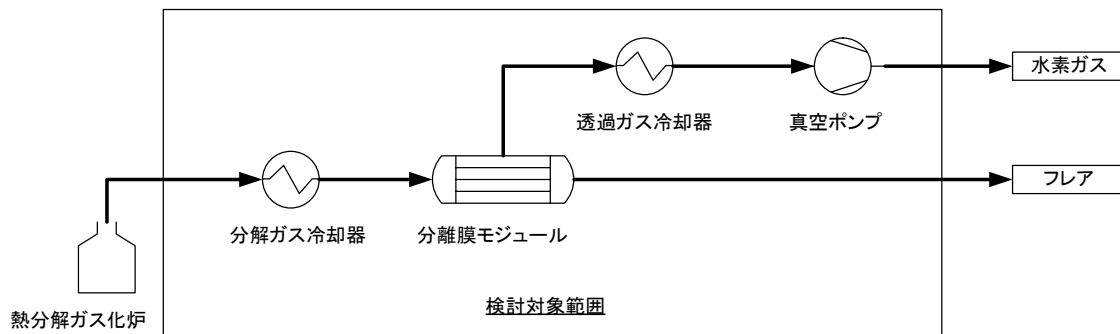 水素ガス
透過ガス冷却器
真空ポンプ
フレア
分解ガス冷却器
分離膜モジュール
検討対象範囲
熱分解ガス化炉